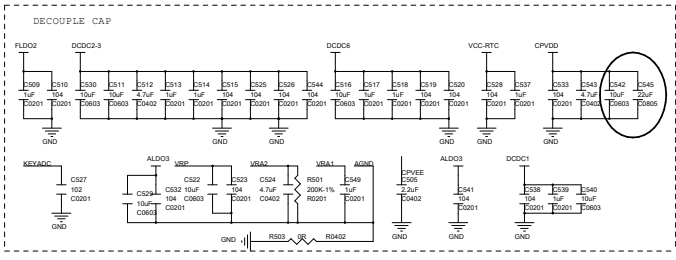 DECOUPLE CAP
FLDO2 DCDC2-3 DCDC6 VCC-RTC CPVDD
C509 C510 C530 C511 C512 C513 C514 C515 C525 C526 C544 C516 C517 C518 C519 C520 C528 C537 C533 C543 C542 C545
1uF 104 10uF 10uF 4.7uF 1uF 1uF 104 104 104 104 10uF 1uF 1uF 1uF 104 104 1uF 104 4.7uF 10uF 22uF
C0201 C0201 C0603 C0603 C0402 C0201 C0201 C0201 C0201 C0201 C0201 C0603 C0201 C0201 C0201 C0201 C0201 C0201 C0201 C0402 C0603 C0805
GND GND GND GND GND GND
KEYADC ALDO3 VRP VRA2 VRA1 AGND CPVEE ALDO3 DCDC1
C527 C529 C532 C522 C523 C524 R501 C549 C505 C541 C538 C539 C540
102 10uF 104 10uF 104 4.7uF 200K-1% 1uF 2.2uF 104 104 1uF 10uF
C0201 C0603 C0201 C0603 C0201 C0402 R0201 C0201 C0402 C0201 C0201 C0201 C0603
GND GND GND GND
GND R503 0R R0402